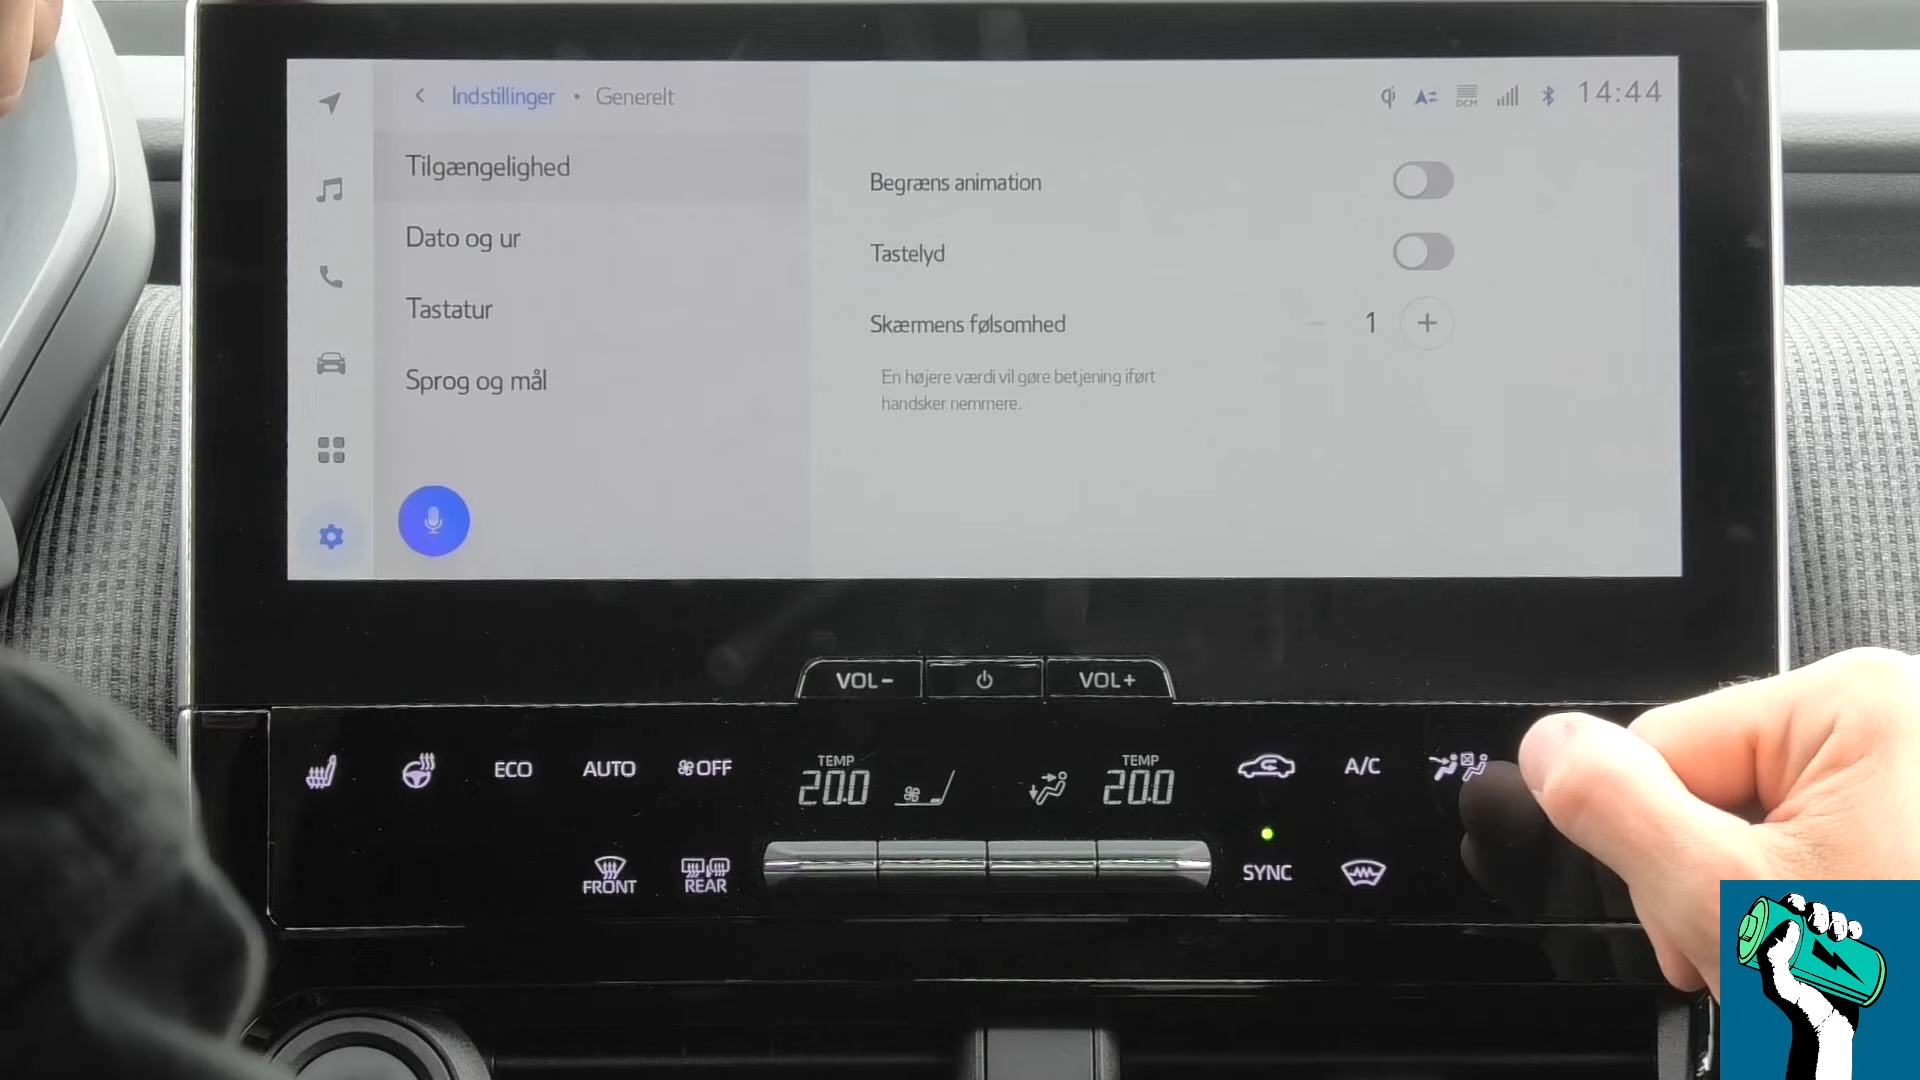 Indstillinger • Generelt
DCM
14:44
Tilgængelighed
Dato og ur
Tastatur
Sprog og mål
Begræns animation
Tastelyd
Skærmens følsomhed
1
En højere værdi vil gøre betjening iført
handsker nemmere.
VOL-
VOL+
ECO
AUTO
OFF
TEMP
20.0
TEMP
20.0
A/C
FRONT
REAR
SYNC